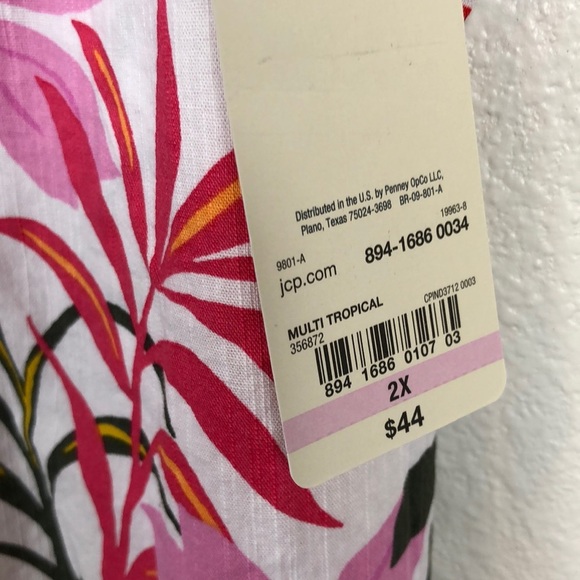 Distributed in the U.S. by Penney OpCo LLC,
Plano, Texas 75024-3698 BR-09-801-A
19963-8
9801-A
894-1686 0034
jcp.com
CPIND3712 0003
MULTI TROPICAL
356872
894 1686 0107 03
2X
$44